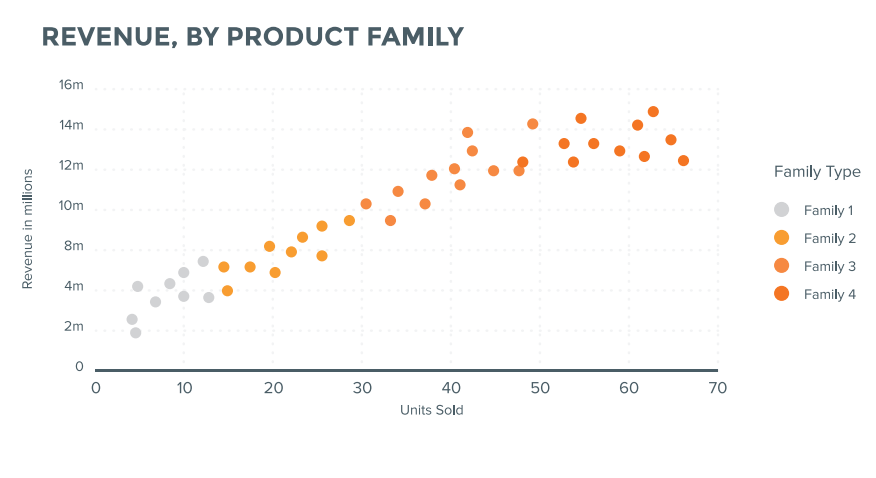 REVENUE, BY PRODUCT FAMILY
16m
14m
12m
10m
8m
4m
2m
0
Revenue in millions
0 10 20 30 40 50 60 70
Units Sold
Family Type
Family 1
Family 2
Family 3
Family 4